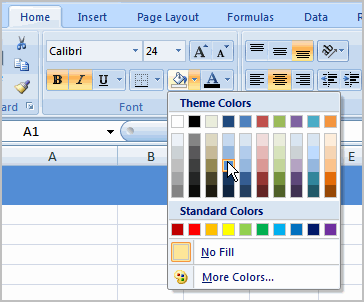 Home Insert Page Layout Formulas Data
Calibri 24 A A
B I U A
ard Font
A1
A B E
Theme Colors
Standard Colors
No Fill
More Colors...